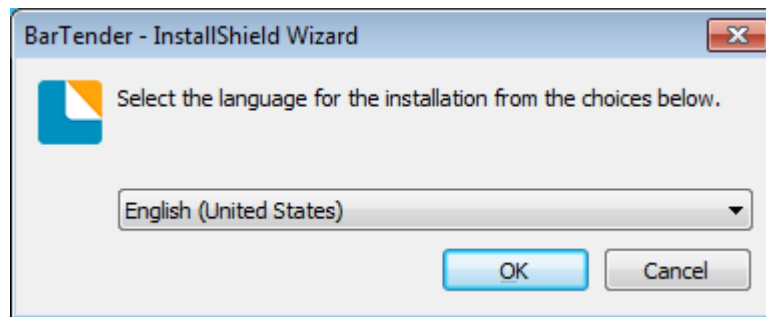 BarTender - InstallShield Wizard
Select the language for the installation from the choices below.
English (United States)
OK
Cancel